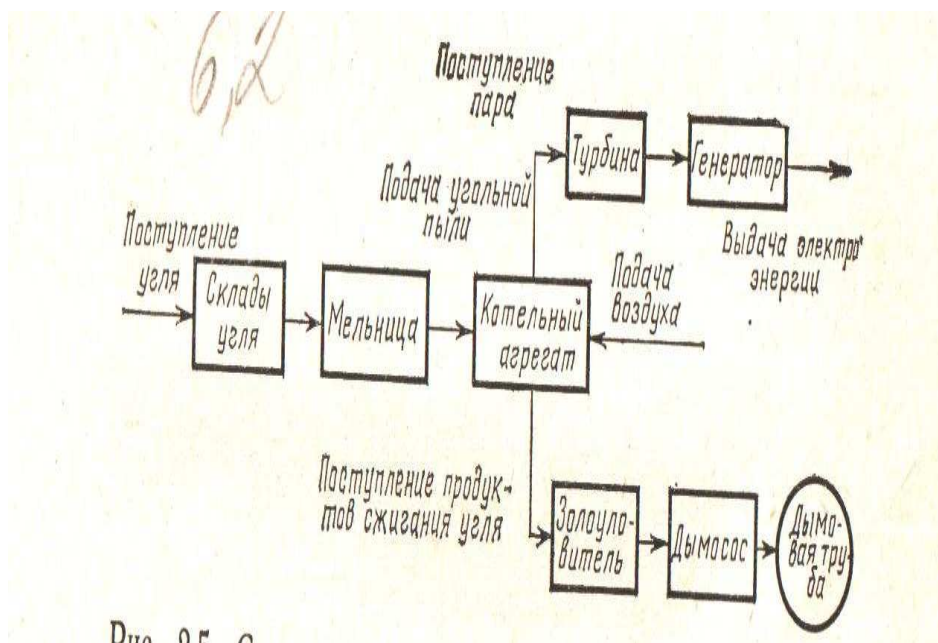 6,2
Поступление
пара
Турбина
Генератор
Подача угольной
пыли
Выдача электро
энергии
Поступление
угля
Склады
угля
Мельница
Котельный
агрегат
Подача
воздуха
Поступление продук-
тов сжигания угля
Золоуло-
витель
Дымосос
Дымо-
вая тру-
ба